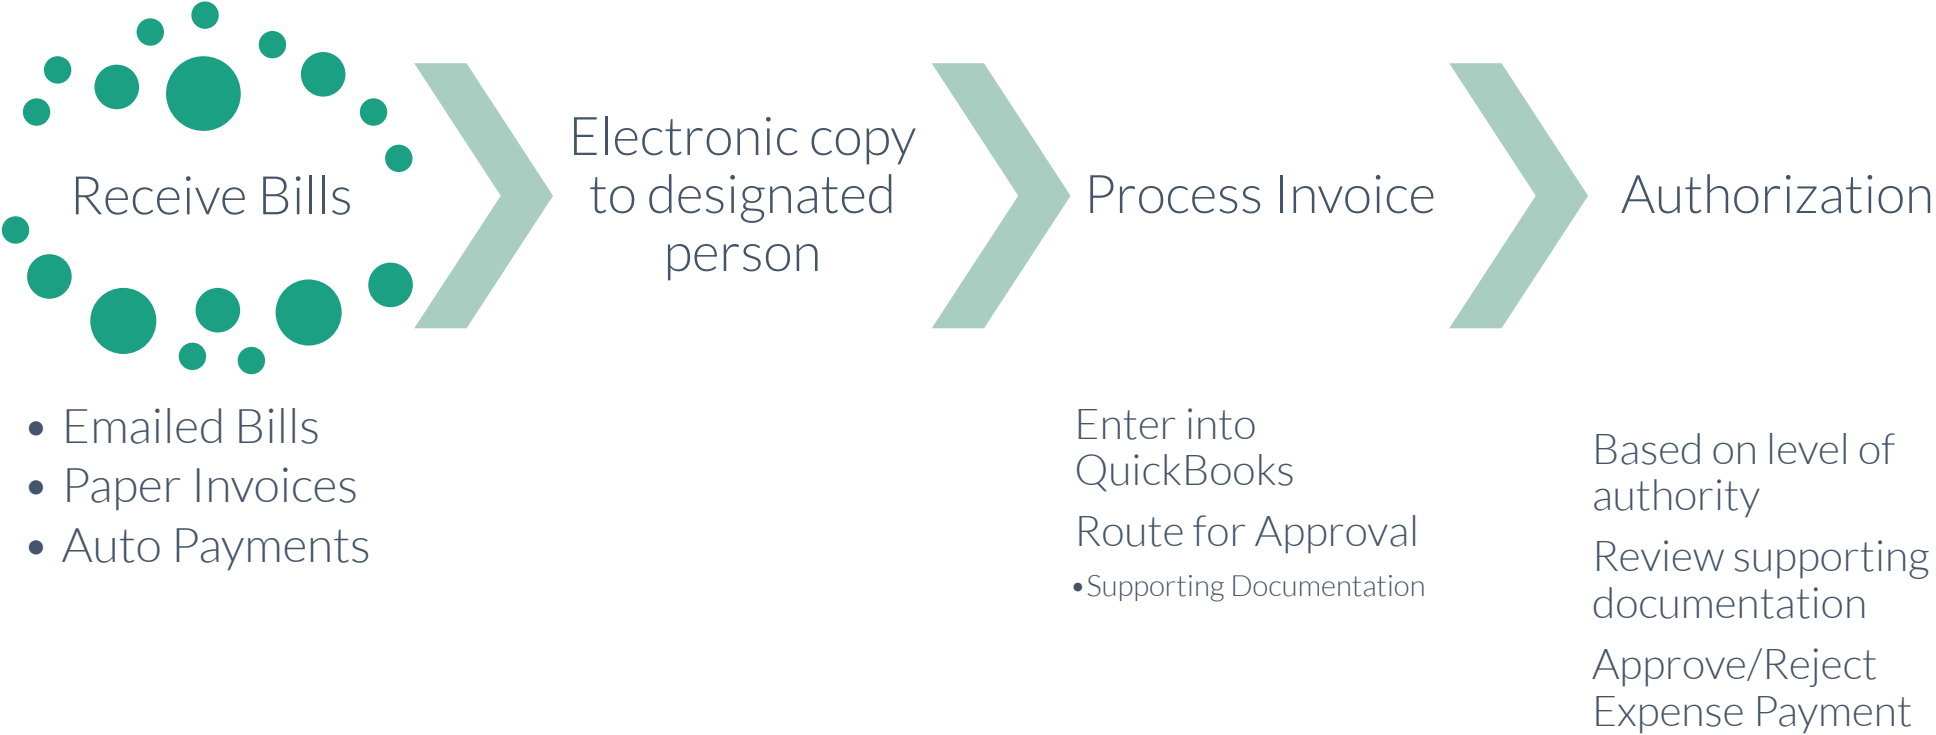 Receive Bills
• Emailed Bills
• Paper Invoices
• Auto Payments
Electronic copy
to designated
person
Process Invoice
Enter into
QuickBooks
Route for Approval
• Supporting Documentation
Authorization
Based on level of
authority
Review supporting
documentation
Approve/Reject
Expense Payment